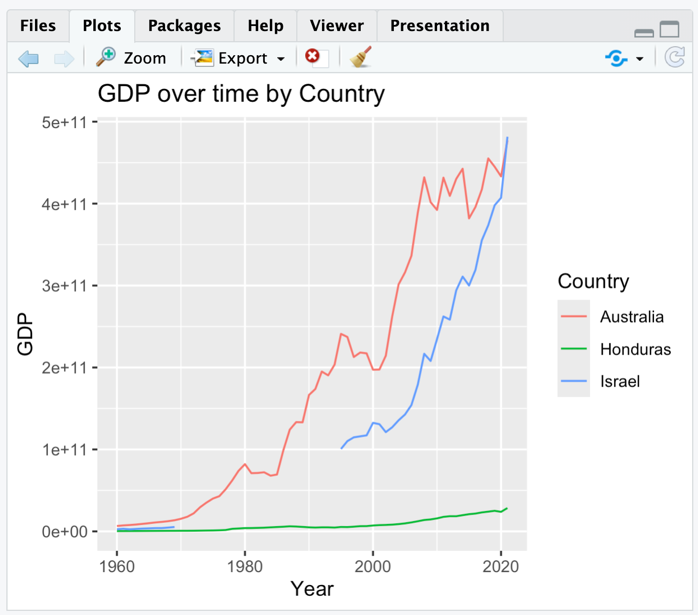 Files Plots Packages Help Viewer Presentation
Zoom Export
GDP over time by Country
5e+11
4e+11
3e+11
2e+11
1e+11
0e+00
GDP
1960 1980 2000 2020
Year
Country
Australia
Honduras
Israel